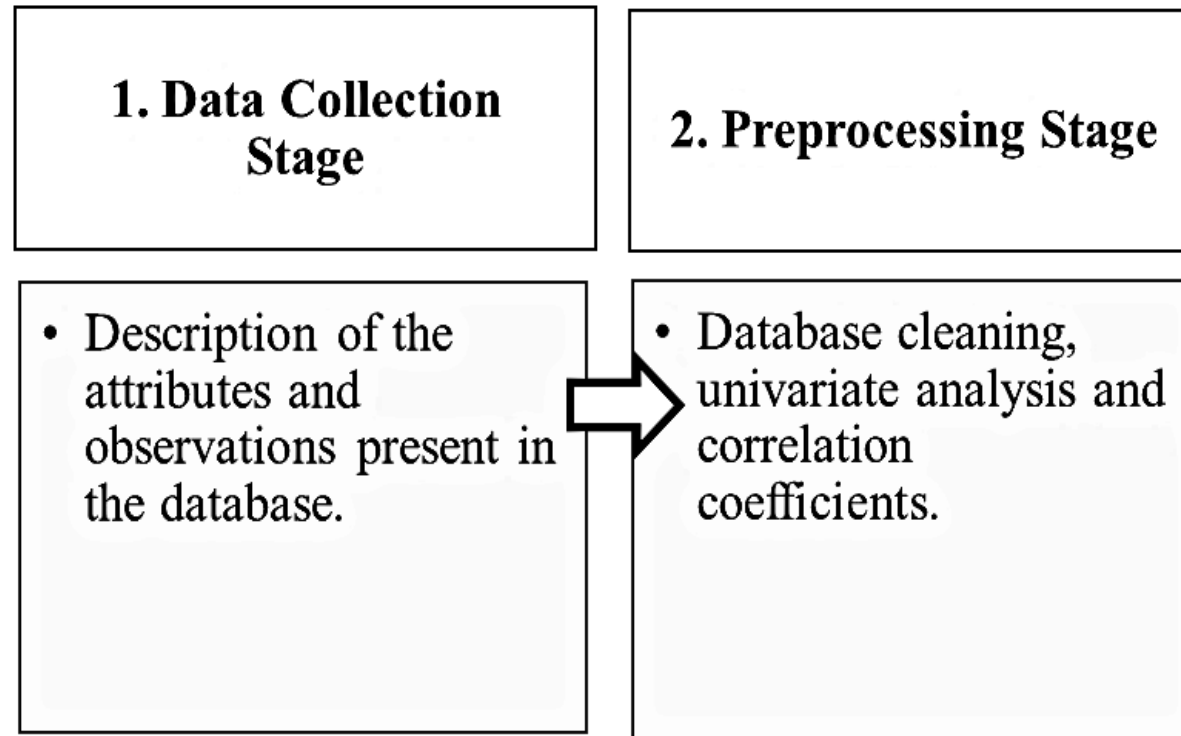 1. Data Collection
Stage
2. Preprocessing Stage
• Description of the
attributes and
observations present in
the database.
• Database cleaning,
univariate analysis and
correlation
coefficients.